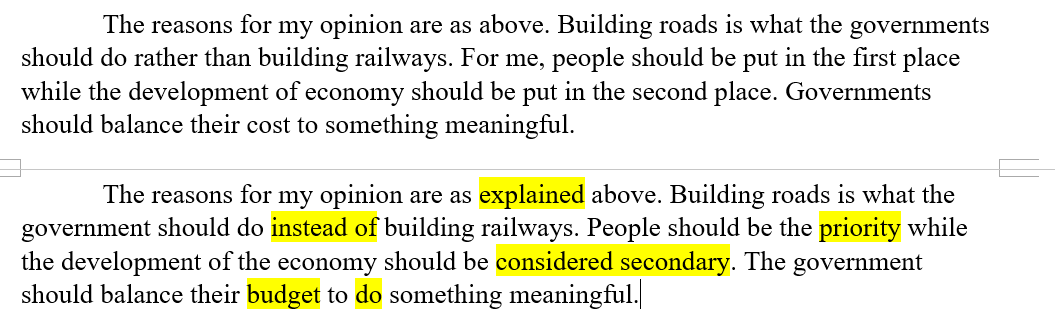 The reasons for my opinion are as above. Building roads is what the governments
should do rather than building railways. For me, people should be put in the first place
while the development of economy should be put in the second place. Governments
should balance their cost to something meaningful.
The reasons for my opinion are as explained above. Building roads is what the
government should do instead of building railways. People should be the priority while
the development of the economy should be considered secondary. The government
should balance their budget to do something meaningful.